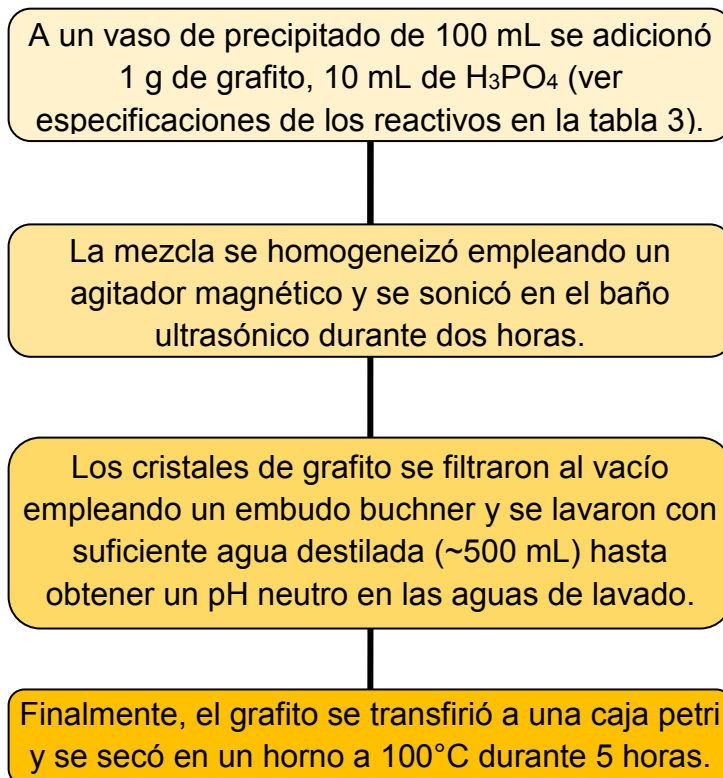 A un vaso de precipitado de 100 mL se adicionó
1 g de grafito, 10 mL de H₃PO₄ (ver
especificaciones de los reactivos en la tabla 3).
La mezcla se homogeneizó empleando un
agitador magnético y se sonicó en el baño
ultrasónico durante dos horas.
Los cristales de grafito se filtraron al vacío
empleando un embudo buchner y se lavaron con
suficiente agua destilada (~500 mL) hasta
obtener un pH neutro en las aguas de lavado.
Finalmente, el grafito se transfirió a una caja petri
y se secó en un horno a 100°C durante 5 horas.